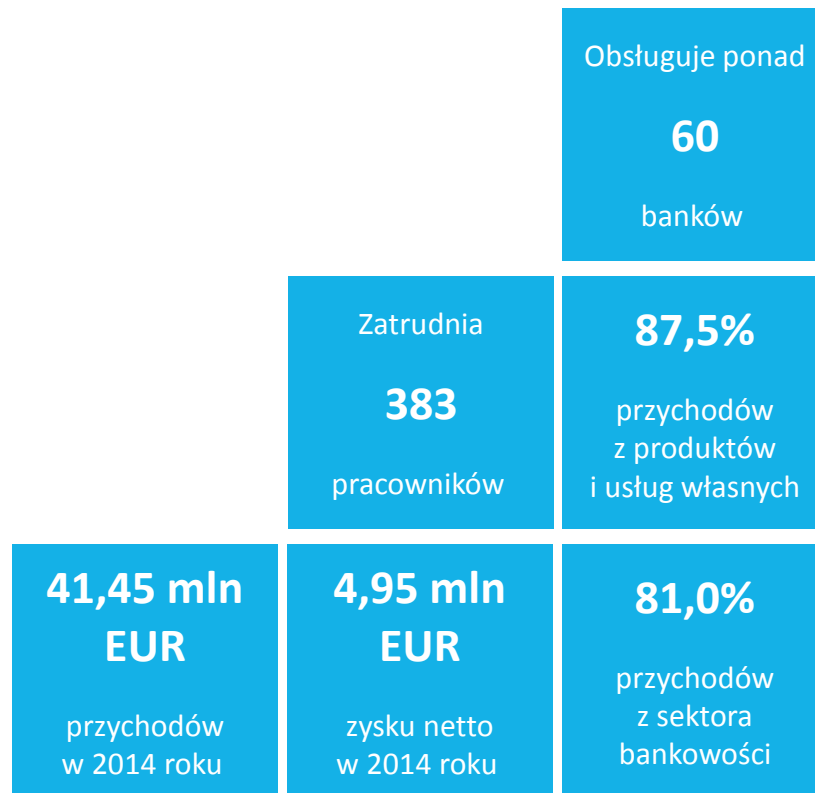 Obsługuje ponad
60
banków
Zatrudnia
383
pracowników
87,5%
przychodów
z produktów
i usług własnych
41,45 mln
EUR
przychodów
w 2014 roku
4,95 mln
EUR
zysku netto
w 2014 roku
81,0%
przychodów
z sektora
bankowości